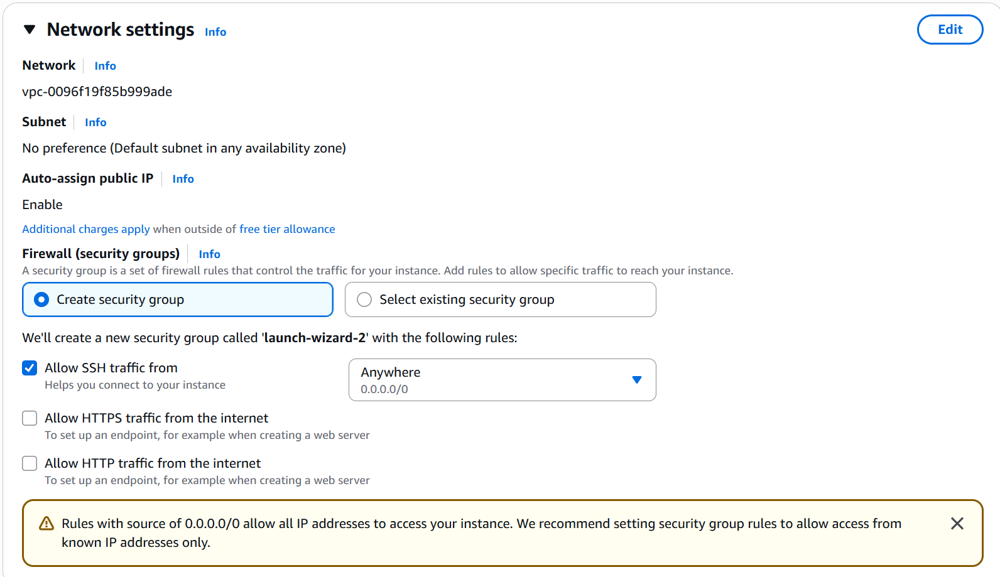 Network settings Info
Edit
Network Info
vpc-0096f19f85b999ade
Subnet Info
No preference (Default subnet in any availability zone)
Auto-assign public IP Info
Enable
Additional charges apply when outside of free tier allowance
Firewall (security groups) Info
A security group is a set of firewall rules that control the traffic for your instance. Add rules to allow specific traffic to reach your instance.
Create security group
Select existing security group
We'll create a new security group called 'launch-wizard-2' with the following rules:
Allow SSH traffic from
Helps you connect to your instance
Anywhere
0.0.0.0/0
Allow HTTPS traffic from the internet
To set up an endpoint, for example when creating a web server
Allow HTTP traffic from the internet
To set up an endpoint, for example when creating a web server
Rules with source of 0.0.0.0/0 allow all IP addresses to access your instance. We recommend setting security group rules to allow access from
known IP addresses only.